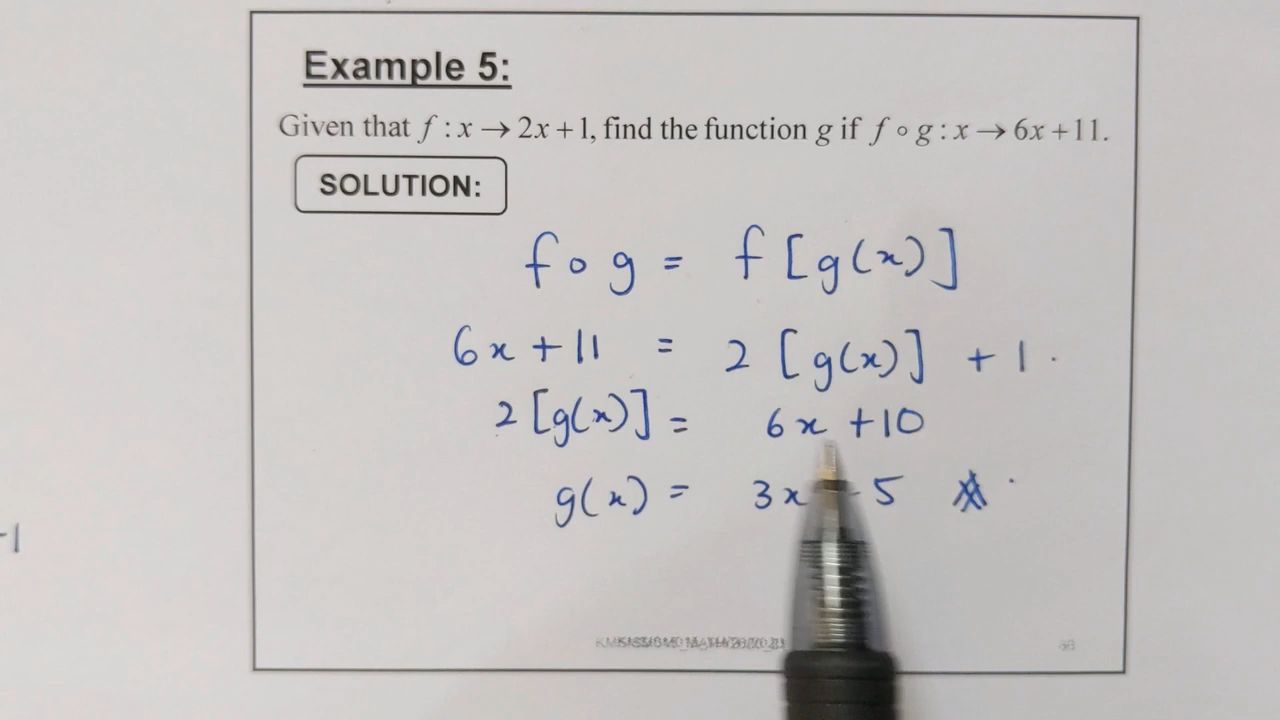 Example 5:
Given that f : x → 2x + 1, find the function g if f ∘ g : x → 6x + 11.
SOLUTION:
f ∘ g = f [g(x)]
6x + 11 = 2 [g(x)] + 1 .
2 [g(x)] = 6x + 10
g(x) = 3x 5
-1